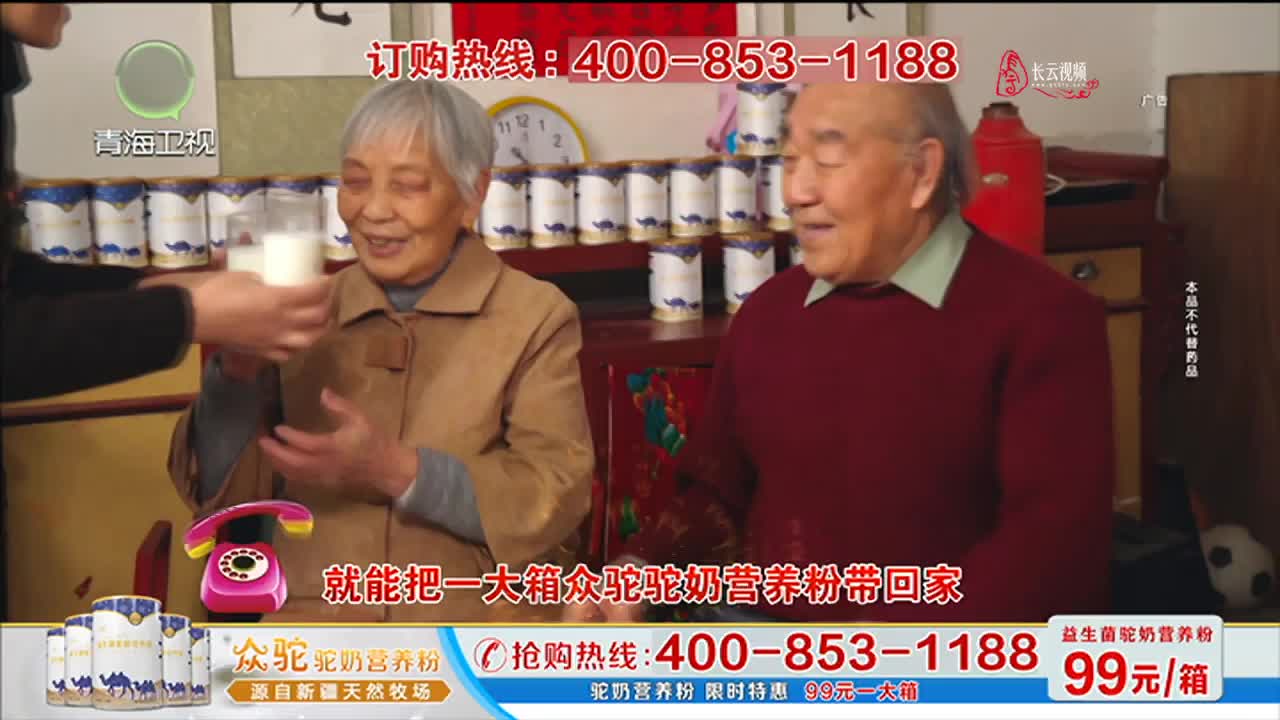 订购热线：400-853-1188
长云视频
广告
青海卫视
本品不代替药品
就能把一大箱众驼驼奶营养粉带回家
众驼 驼奶营养粉
源自新疆天然牧场
抢购热线：400-853-1188
驼奶营养粉 限时特惠 99元一大箱
益生菌驼奶营养粉
99元/箱